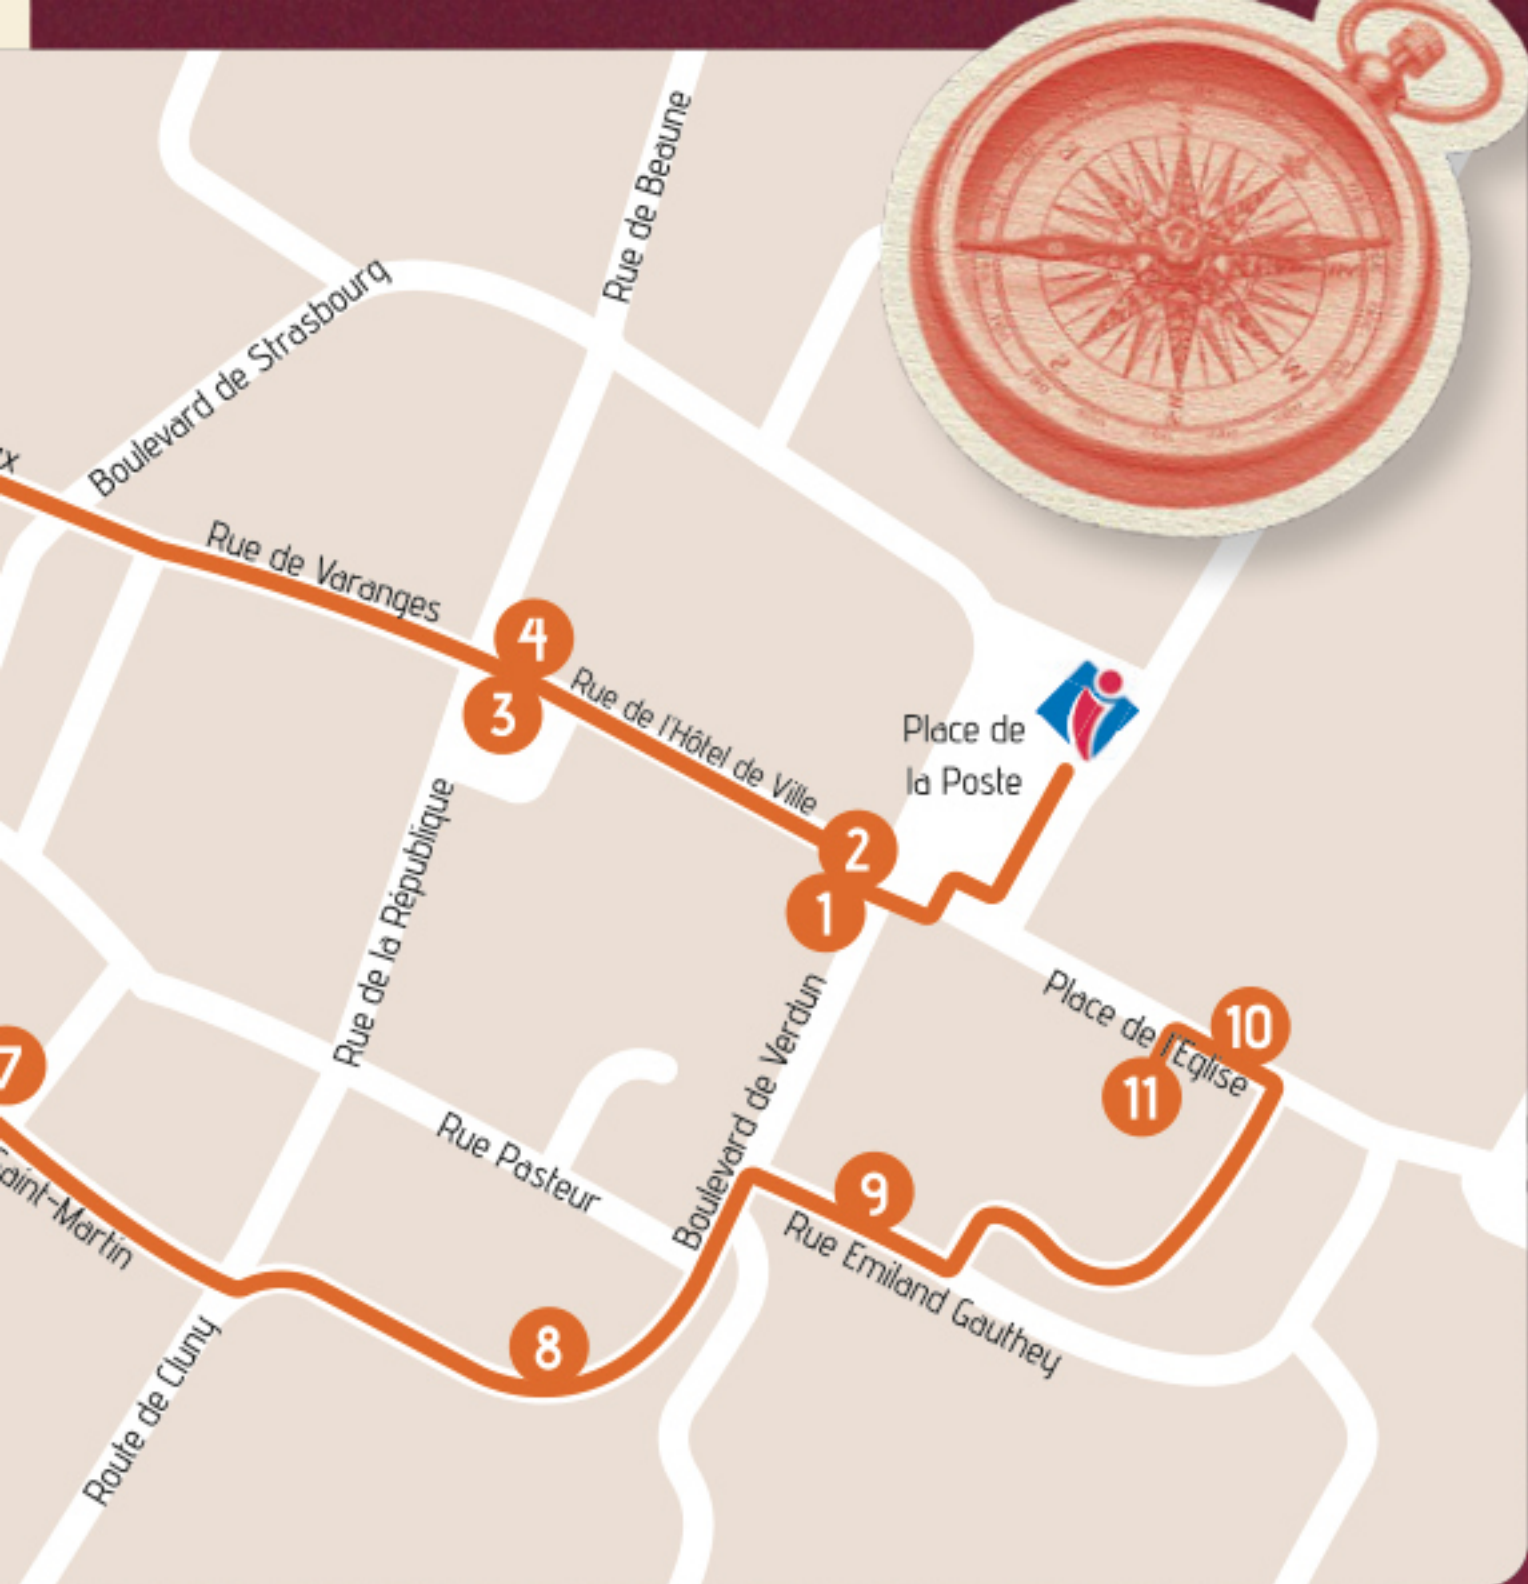 Rue de Beaune
Boulevard de Strasbourg
Rue de Varanges
4
3
Rue de l'Hôtel de Ville
Place de
la Poste
2
1
Rue de la République
Boulevard de Verdun
Place de l'Eglise
10
11
7
Rue Pasteur
9
Saint-Martin
Rue Emiland Gauthey
8
Route de Cluny